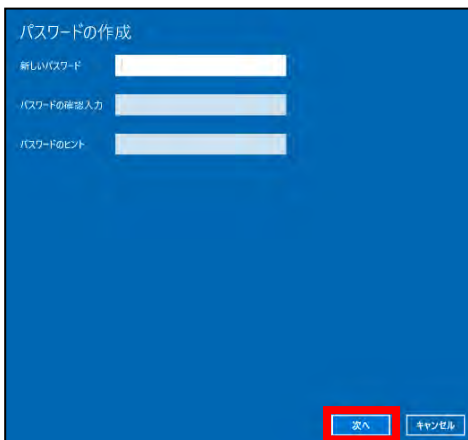 パスワードの作成
新しいパスワード
パスワードの確認入力
パスワードのヒント
次へ キャンセル